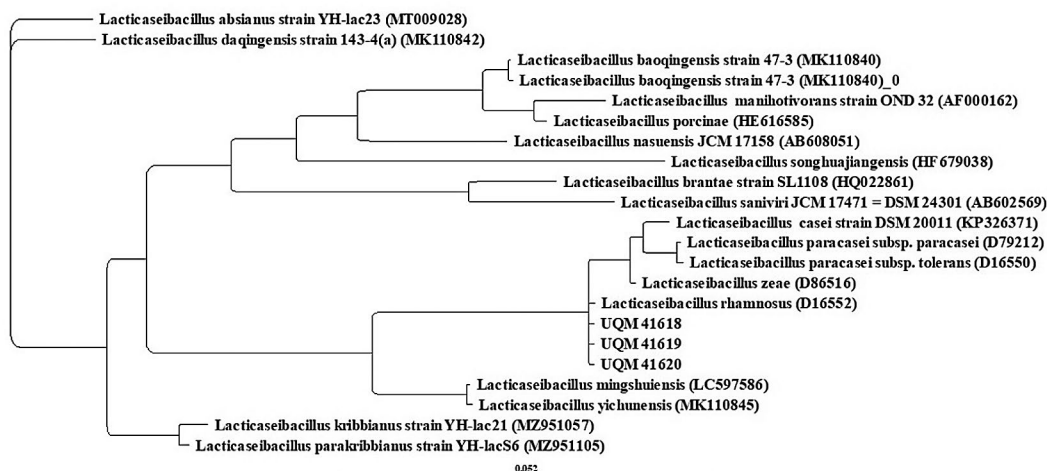 Lacticaseibacillus absianus strain YH-lac23 (MT009028)
Lacticaseibacillus daqingensis strain 143-4(a) (MK110842)
Lacticaseibacillus baoqingensis strain 47-3 (MK110840)
Lacticaseibacillus baoqingensis strain 47-3 (MK110840)_0
Lacticaseibacillus manihotivorans strain OND 32 (AF000162)
Lacticaseibacillus porcinae (HE616585)
Lacticaseibacillus nasuensis JCM 17158 (AB608051)
Lacticaseibacillus songhuajiangensis (HF679038)
Lacticaseibacillus brantae strain SL1108 (HQ022861)
Lacticaseibacillus saniviri JCM 17471 = DSM 24301 (AB602569)
Lacticaseibacillus casei strain DSM 20011 (KP326371)
Lacticaseibacillus paracasei subsp. paracasei (D79212)
Lacticaseibacillus paracasei subsp. tolerans (D16550)
Lacticaseibacillus zeae (D86516)
Lacticaseibacillus rhamnosus (D16552)
UQM 41618
UQM 41619
UQM 41620
Lacticaseibacillus mingshuiensis (LC597586)
Lacticaseibacillus yichunensis (MK110845)
Lacticaseibacillus kribbianus strain YH-lac21 (MZ951057)
Lacticaseibacillus parakribbianus strain YH-lacS6 (MZ951105)
0.052